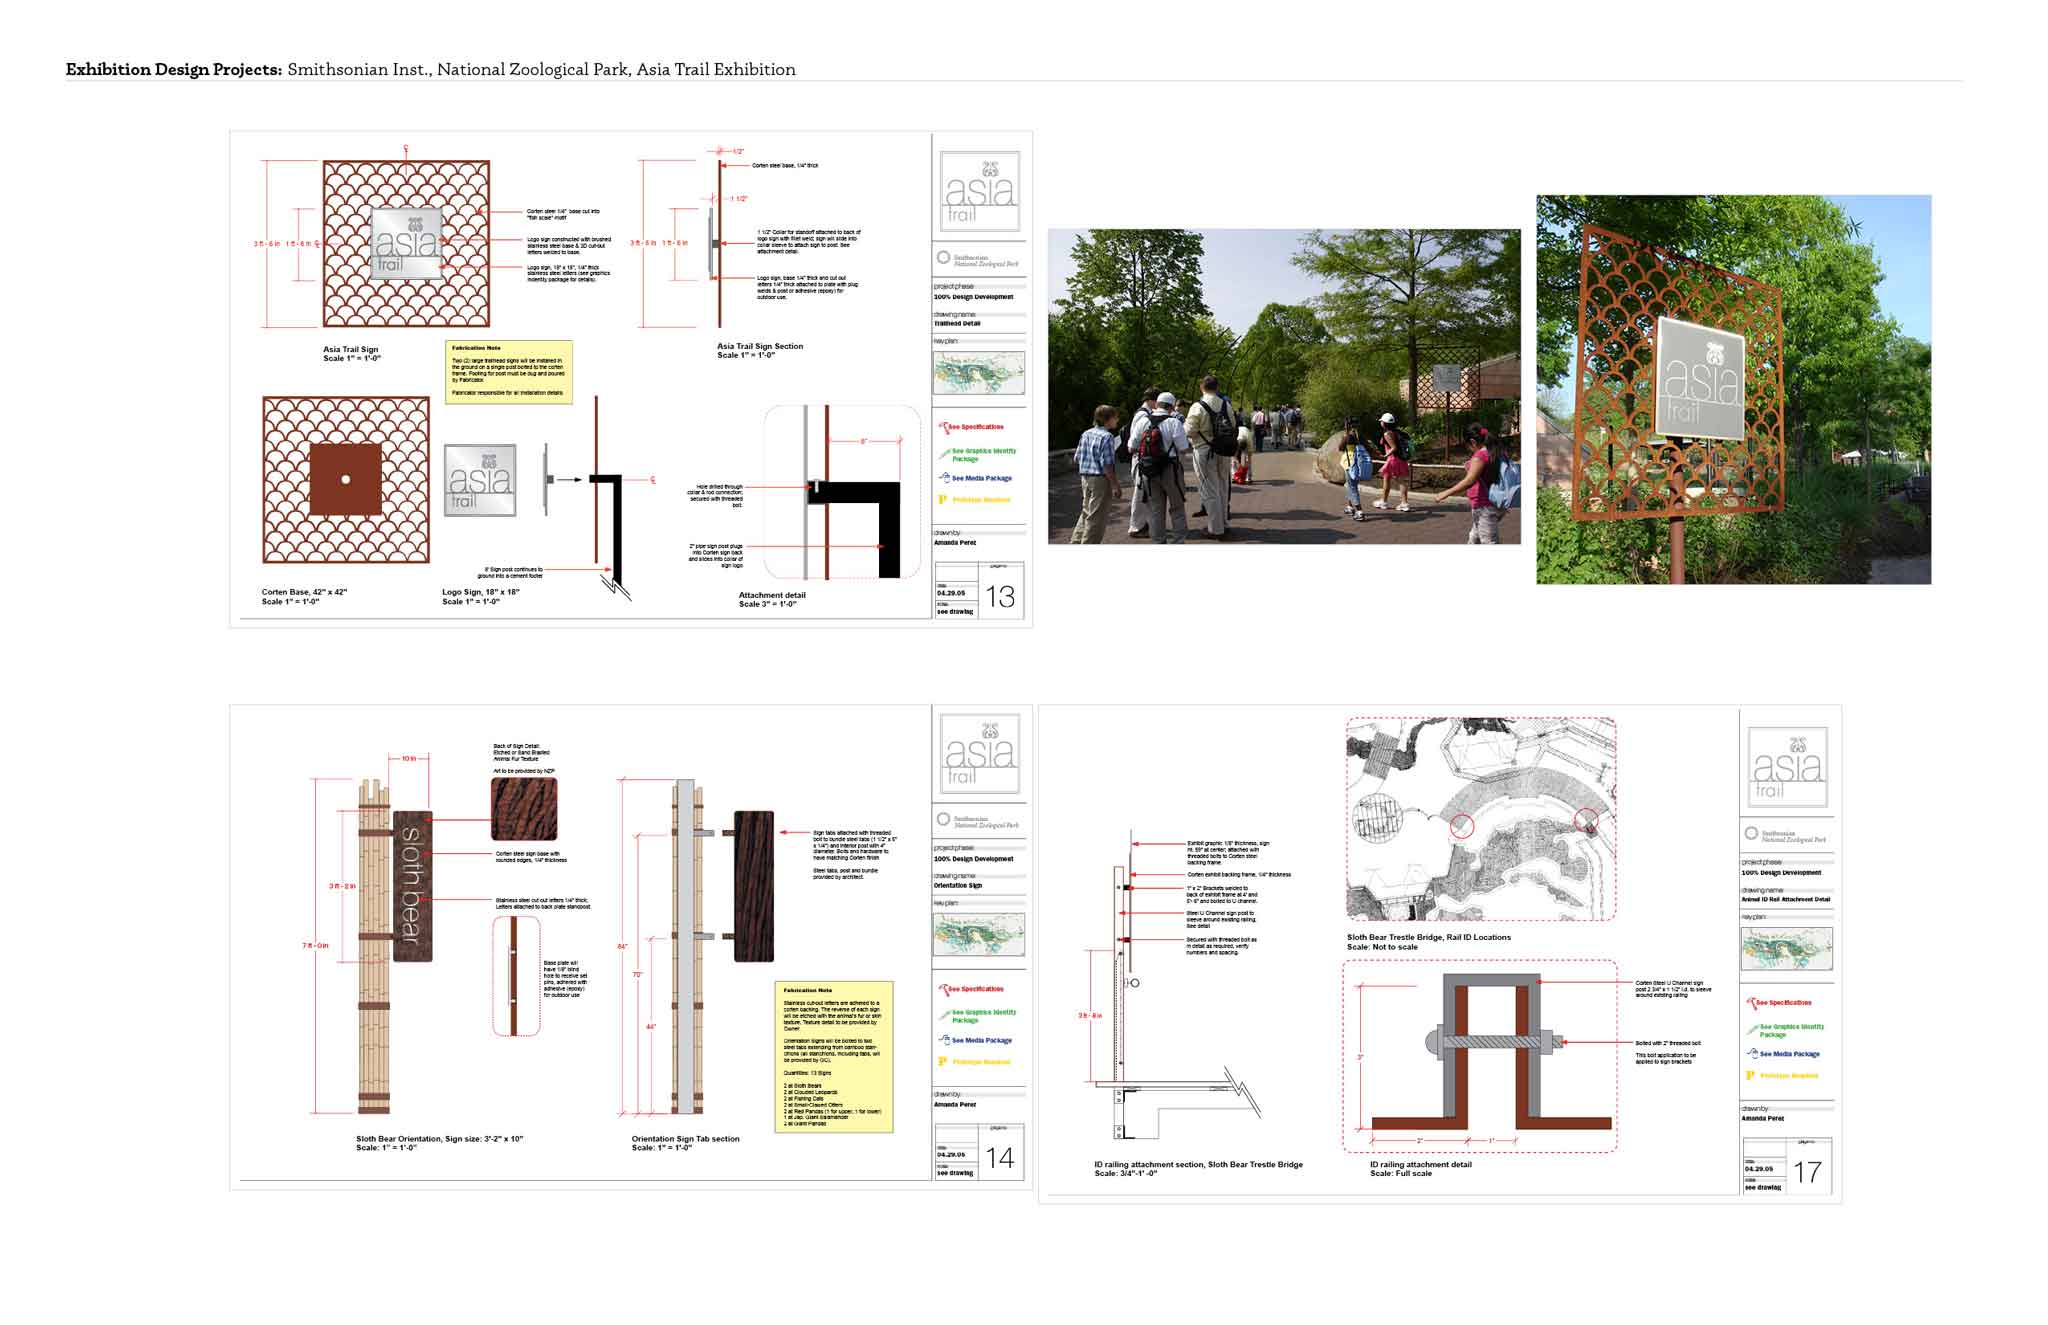 Exhibition Design Projects: Smithsonian Inst., National Zoological Park, Asia Trail Exhibition
3 ft - 6 in
1 ft - 6 in
Corten steel 1/4" base cut into
"fish scale" motif
Logo sign constructed with brushed
stainless steel base & 3D cut-out
letters welded to base.
Logo sign, 18" x 18", 1/4" thick
stainless steel letters (see graphics
indentity package for details).
asia
trail
Asia Trail Sign
Scale 1" = 1'-0"
1/2"
Corten steel base, 1/4" thick
1 1/2"
3 ft - 6 in
1 ft - 6 in
1 1/2" Collar for standoff attached to back of
logo sign with fillet weld; sign will slide into
collar sleeve to attach sign to post. See
attachment detail.
Logo sign, base 1/4" thick and cut out
letters 1/4" thick attached to plate with plug
welds & post or adhesive (epoxy) for
outdoor use.
Asia Trail Sign Section
Scale 1" = 1'-0"
Fabrication Note
Two (2) large trailhead signs will be installed in
the ground on a single post bolted to the corten
frame. Footing for post must be dug and poured
by Fabricator.
Fabricator responsible for all installation details.
Corten Base, 42" x 42"
Scale 1" = 1'-0"
asia
trail
Logo Sign, 18" x 18"
Scale 1" = 1'-0"
8' Sign post continues to
ground into a cement footer
6"
Hole drilled through
collar & rod connection;
secured with threaded
bolt.
2" pipe sign post plugs
into Corten sign back
and slides into collar of
sign logo
Attachment detail
Scale 3" = 1'-0"
asia
trail
Smithsonian
National Zoological Park
project phase:
100% Design Development
drawing name:
Trailhead Detail
key plan:
See Specifications
See Graphics Identity
Package
See Media Package
P Prototype Required
drawn by:
Amanda Perez
04.29.05
see drawing
13
asia
trail
asia
trail
Back of Sign Detail:
Etched or Sand Blasted
Animal Fur Texture
Art to be provided by NZP
10 in
3 ft - 2 in
7 ft - 0 in
sloth bear
Corten steel sign base with
rounded edges, 1/4" thickness
Stainless steel cut out letters 1/4" thick.
Letters attached to back plate standpost.
Base plate will
have 1/8" blind
hole to receive set
pins, adhered with
adhesive (epoxy)
for outdoor use
Sloth Bear Orientation, Sign size: 3'-2" x 10"
Scale: 1" = 1'-0"
84"
70"
44"
Sign tabs attached with threaded
bolt to bundle steel tabs (1 1/2" x 6"
x 1/4") and interior post with 4"
diameter. Bolts and hardware to
have matching Corten finish
Steel tabs, post and bundle
provided by architect.
Fabrication Note
Stainless cut-out letters are adhered to a
corten backing. The reverse of each sign
will be etched with the animal's fur or skin
texture. Texture detail to be provided by
Owner.
Orientation signs will be bolted to two
steel tabs extending from bamboo stan-
chions (all stanchions, including tabs, will
be provided by GC).
Quantities: 13 Signs
2 at Sloth Bears
2 at Clouded Leopards
2 at Fishing Cats
2 at Small-Clawed Otters
2 at Red Pandas (1 for upper, 1 for lower)
1 at Jap. Giant Salamander
2 at Giant Pandas
Orientation Sign Tab section
Scale: 1" = 1'-0"
asia
trail
Smithsonian
National Zoological Park
project phase:
100% Design Development
drawing name:
Orientation Sign
key plan:
See Specifications
See Graphics Identity
Package
See Media Package
P Prototype Required
drawn by:
Amanda Perez
04.29.05
see drawing
14
Exhibit graphic 1/8" thickness, sign
ht. 59" at center; attached with
threaded bolts to Corten steel
backing frame
Corten exhibit backing frame, 1/4" thickness
1" x 2" Brackets welded to
back of exhibit frame at 4' and
5'- 6" and bolted to U channel.
Steel U Channel sign post to
sleeve around existing railing.
See detail
Secured with threaded bolt as
in detail as required, verify
numbers and spacing.
3 ft - 8 in
ID railing attachment section, Sloth Bear Trestle Bridge
Scale: 3/4"-1' -0"
Sloth Bear Trestle Bridge, Rail ID Locations
Scale: Not to scale
Corten Steel U Channel sign
post 2 3/4" x 1 1/2" i.d. to sleeve
around existing railing
Bolted with 2" threaded bolt
This bolt application to be
applied to sign brackets
3"
2"
1"
ID railing attachment detail
Scale: Full scale
asia
trail
Smithsonian
National Zoological Park
project phase:
100% Design Development
drawing name:
Animal ID Rail Attachment Detail
key plan:
See Specifications
See Graphics Identity
Package
See Media Package
P Prototype Required
drawn by:
Amanda Perez
04.29.05
see drawing
17